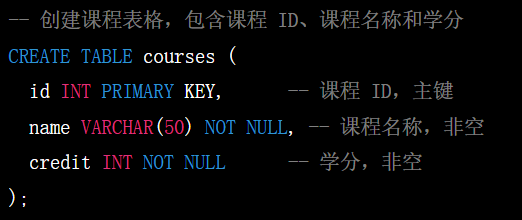 -- 创建课程表格，包含课程 ID、课程名称和学分
CREATE TABLE courses (
  id INT PRIMARY KEY,      -- 课程 ID，主键
  name VARCHAR(50) NOT NULL, -- 课程名称，非空
  credit INT NOT NULL      -- 学分，非空
);